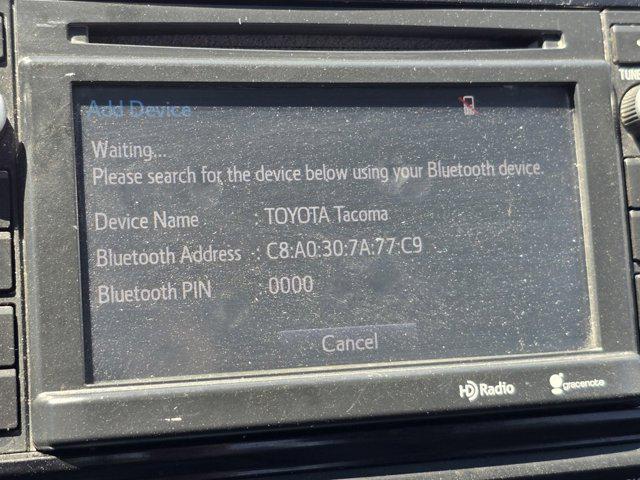 TUNE
Add Device
Waiting...
Please search for the device below using your Bluetooth device.
Device Name : TOYOTA Tacoma
Bluetooth Address : C8:A0:30:7A:77:C9
Bluetooth PIN : 0000
Cancel
HD Radio
gracenote